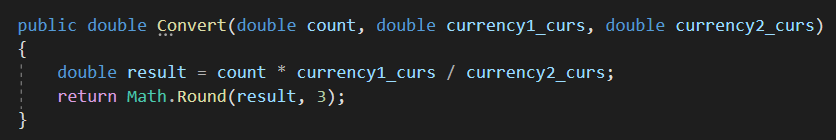 public double Convert(double count, double currency1_curs, double currency2_curs)
{
    double result = count * currency1_curs / currency2_curs;
    return Math.Round(result, 3);
}